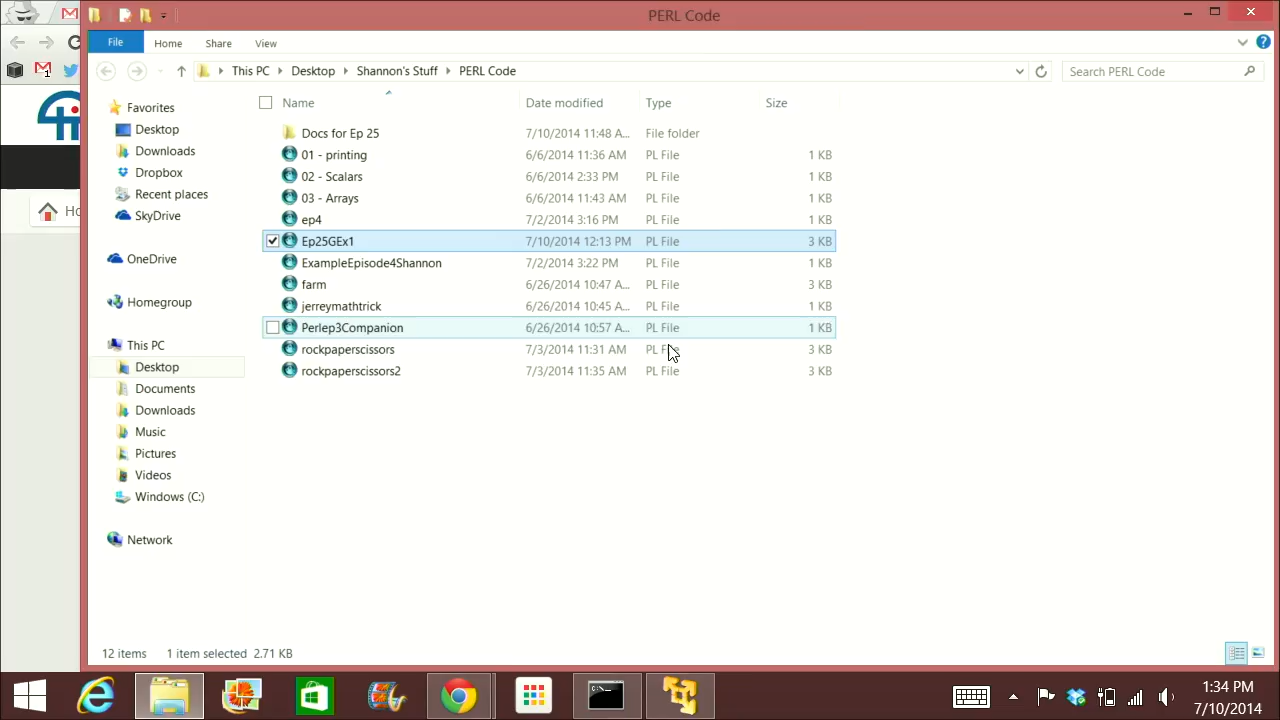 PERL Code
File Home Share View
This PC Desktop Shannon's Stuff PERL Code Search PERL Code
Name Date modified Type Size
Favorites
Desktop
Downloads
Dropbox
Recent places
SkyDrive
OneDrive
Homegroup
This PC
Desktop
Documents
Downloads
Music
Pictures
Videos
Windows (C:)
Network
Docs for Ep 25 7/10/2014 11:48 A... File folder
01 - printing 6/6/2014 11:36 AM PL File 1 KB
02 - Scalars 6/6/2014 2:33 PM PL File 1 KB
03 - Arrays 6/6/2014 11:43 AM PL File 1 KB
ep4 7/2/2014 3:16 PM PL File 1 KB
Ep25GEx1 7/10/2014 12:13 PM PL File 3 KB
ExampleEpisode4Shannon 7/2/2014 3:22 PM PL File 1 KB
farm 6/26/2014 10:47 A... PL File 3 KB
jerreymathtrick 6/26/2014 10:45 A... PL File 1 KB
Perlep3Companion 6/26/2014 10:57 A... PL File 1 KB
rockpaperscissors 7/3/2014 11:31 AM PL File 3 KB
rockpaperscissors2 7/3/2014 11:35 AM PL File 3 KB
Ho
12 items 1 item selected 2.71 KB
1:34 PM
7/10/2014